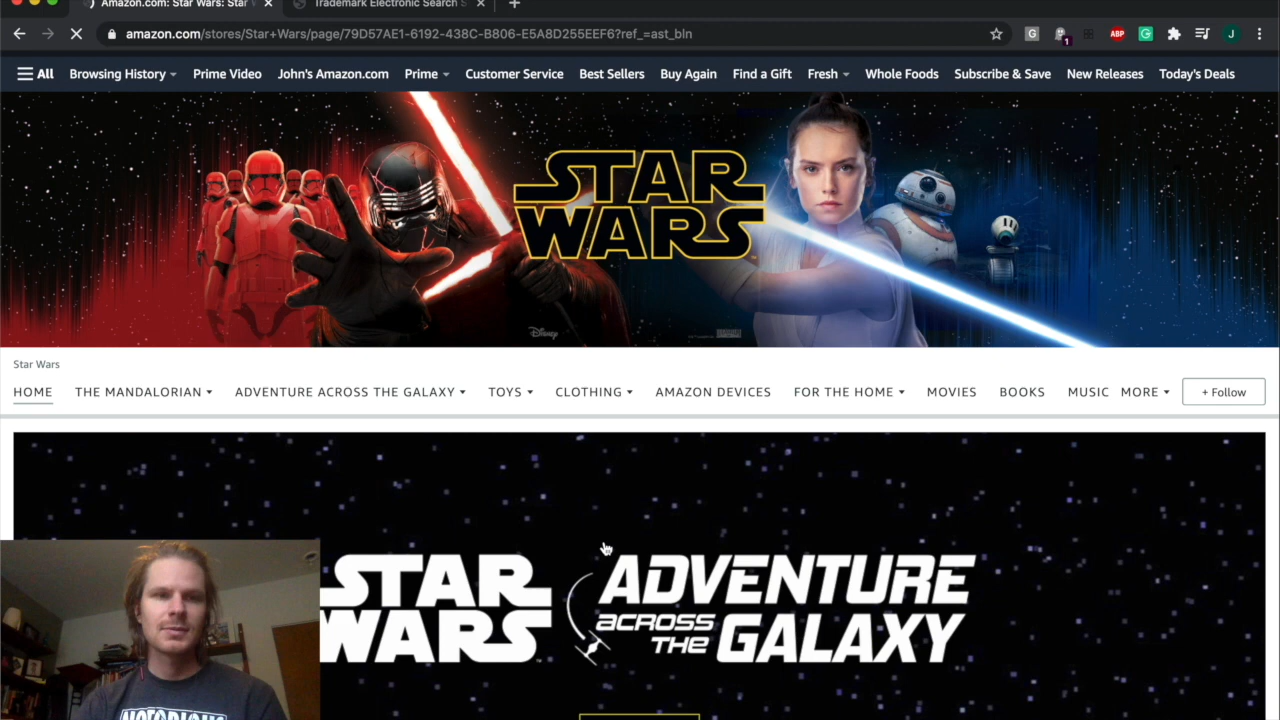 Amazon.com: Star Wars: Star
Trademark Electronic Search
amazon.com/stores/Star+Wars/page/79D57AE1-6192-438C-B806-E5A8D255EEF6?ref_=ast_bln
G
1
ABP
G
J
All Browsing History Prime Video John's Amazon.com Prime Customer Service Best Sellers Buy Again Find a Gift Fresh Whole Foods Subscribe & Save New Releases Today's Deals
STAR
WARS
Disney
Star Wars
HOME THE MANDALORIAN ADVENTURE ACROSS THE GALAXY TOYS CLOTHING AMAZON DEVICES FOR THE HOME MOVIES BOOKS MUSIC MORE + Follow
STAR
WARS
ADVENTURE
ACROSS
THE GALAXY
NOTORIOUS